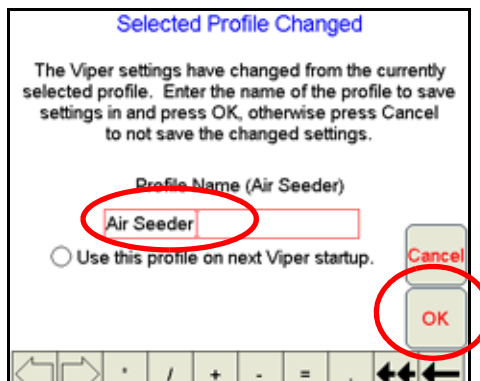 Selected Profile Changed
The Viper settings have changed from the currently
selected profile. Enter the name of the profile to save
settings in and press OK, otherwise press Cancel
to not save the changed settings.
Profile Name (Air Seeder)
Air Seeder
Use this profile on next Viper startup.
Cancel
OK
/ + - =